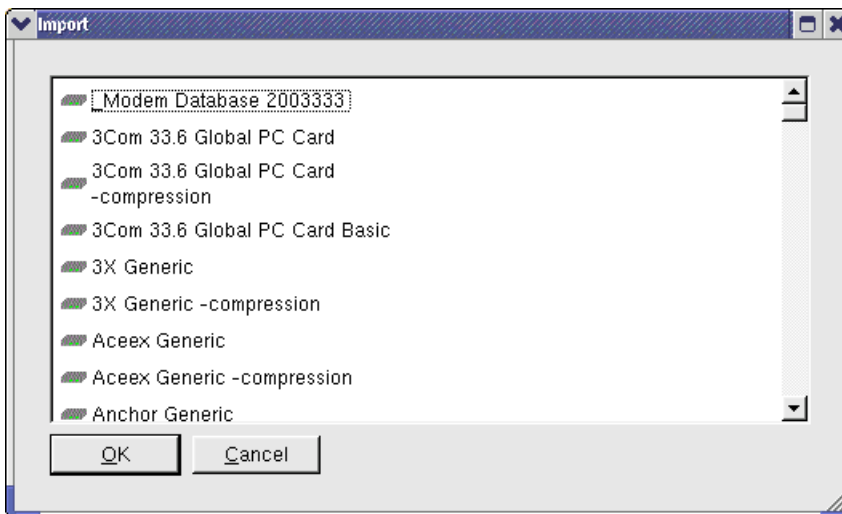 Import
_Modem Database 2003333
3Com 33.6 Global PC Card
3Com 33.6 Global PC Card
-compression
3Com 33.6 Global PC Card Basic
3X Generic
3X Generic -compression
Aceex Generic
Aceex Generic -compression
Anchor Generic
OK
Cancel